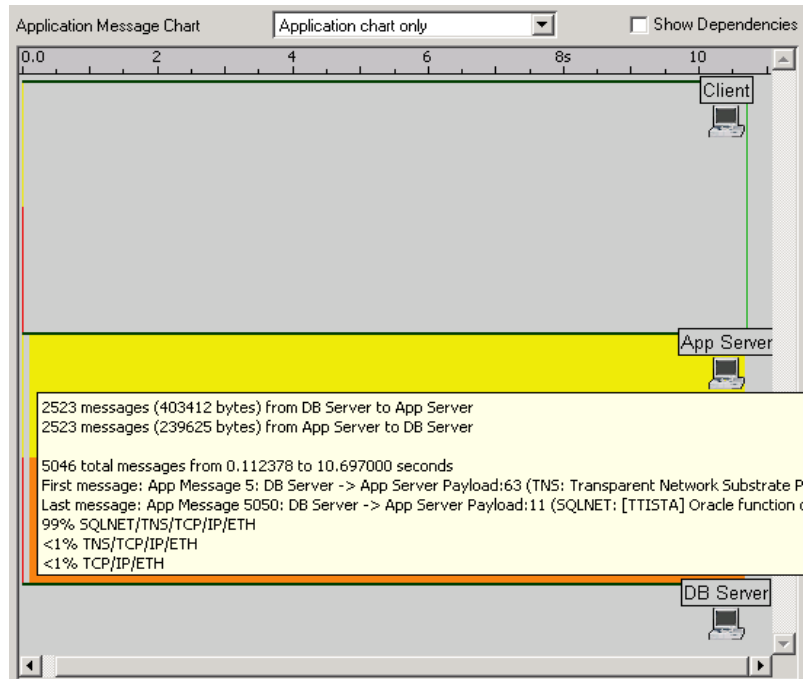 Application Message Chart Application chart only Show Dependencies
0.0 2 4 6 8s 10
Client
App Server
2523 messages (403412 bytes) from DB Server to App Server
2523 messages (239625 bytes) from App Server to DB Server
5046 total messages from 0.112378 to 10.697000 seconds
First message: App Message 5: DB Server -> App Server Payload:63 (TNS: Transparent Network Substrate P
Last message: App Message 5050: DB Server -> App Server Payload:11 (SQLNET: [TTISTA] Oracle function
99% SQLNET/TNS/TCP/IP/ETH
<1% TNS/TCP/IP/ETH
<1% TCP/IP/ETH
DB Server